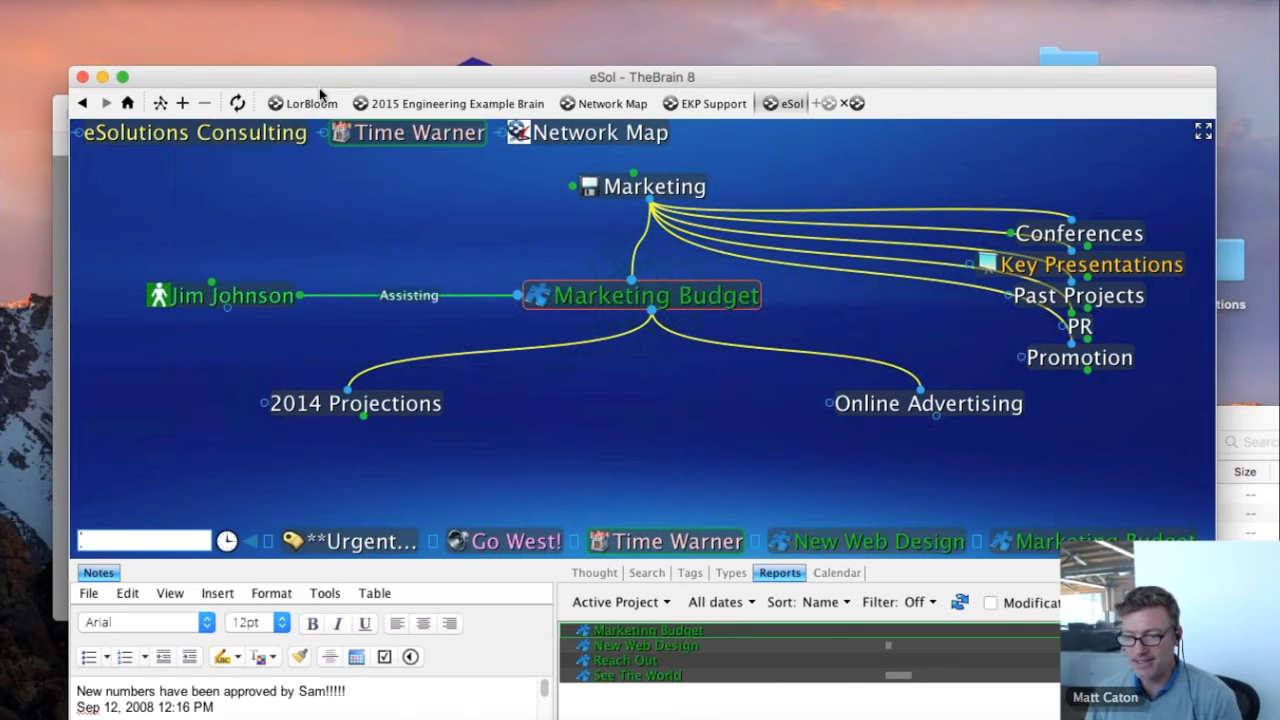 eSol - TheBrain 8
LorBloom 2015 Engineering Example Brain Network Map EKP Support eSol
eSolutions Consulting Time Warner Network Map
Marketing
Conferences
Key Presentations
Jim Johnson Assisting Marketing Budget Past Projects
PR
Promotion
2014 Projections Online Advertising
**Urgent... Go West! Time Warner New Web Design Marketing Budget
Notes Thought Search Tags Types Reports Calendar
File Edit View Insert Format Tools Table
Active Project All dates Sort: Name Filter: Off
Arial 12pt B I U
Marketing Budget
New Web Design
Reach Out
See The World
New numbers have been approved by Sam!!!!!
Sep 12, 2008 12:16 PM
Size
Matt Caton